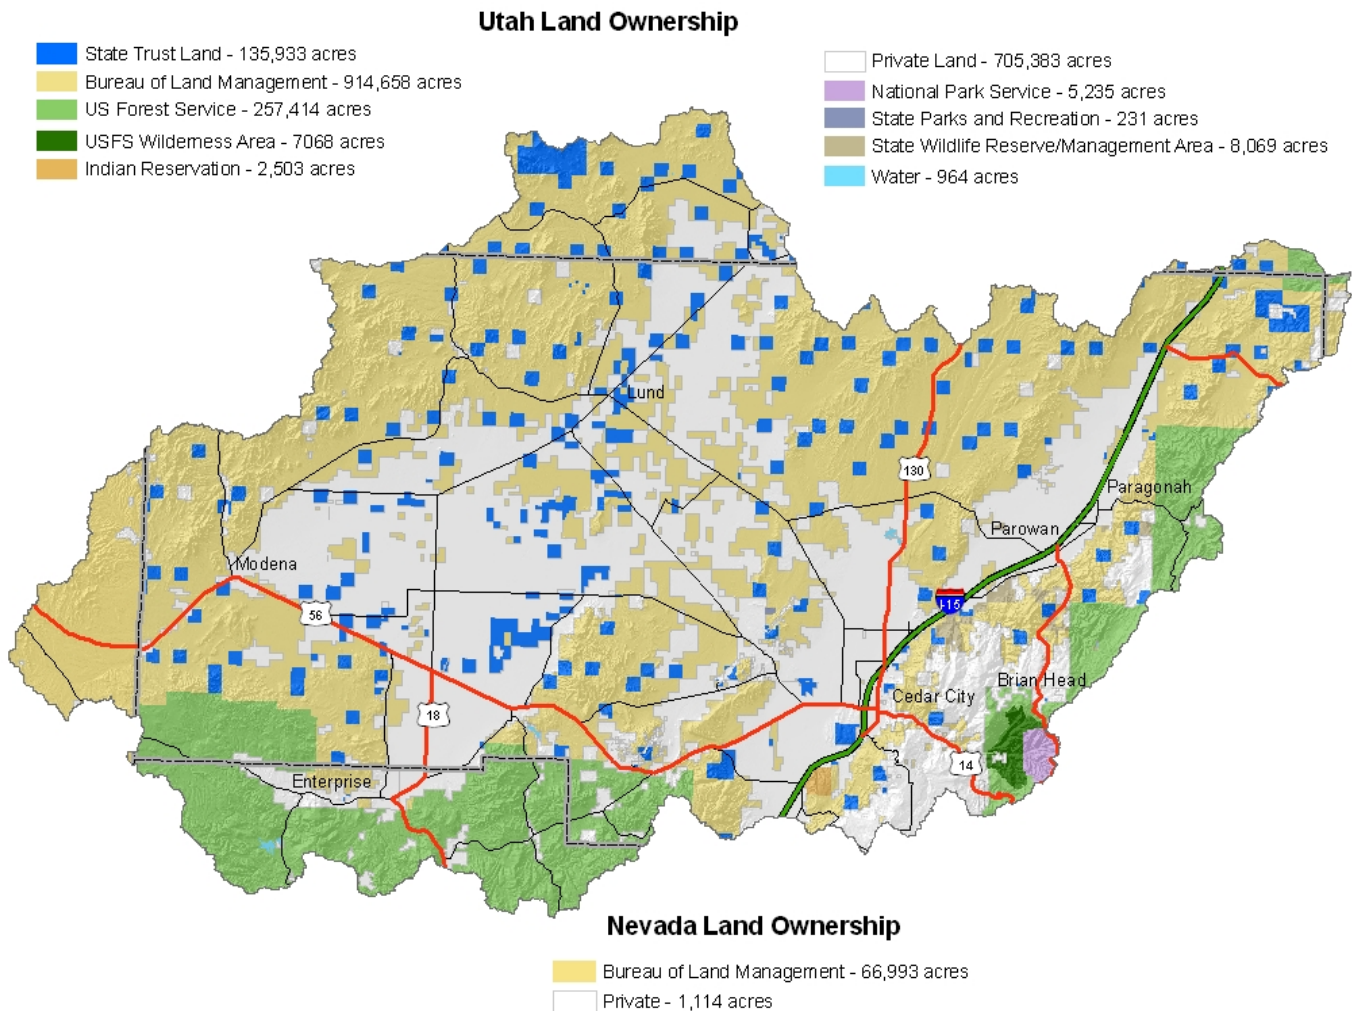 Utah Land Ownership
State Trust Land - 135,933 acres
Bureau of Land Management - 914,658 acres
US Forest Service - 257,414 acres
USFS Wilderness Area - 7068 acres
Indian Reservation - 2,503 acres
Private Land - 705,383 acres
National Park Service - 5,235 acres
State Parks and Recreation - 231 acres
State Wildlife Reserve/Management Area - 8,069 acres
Water - 964 acres
Lund
130
Paragonah
Parowan
Modena
56
I-15
Brian Head
Cedar City
18
14
Enterprise
Nevada Land Ownership
Bureau of Land Management - 66,993 acres
Private - 1,114 acres